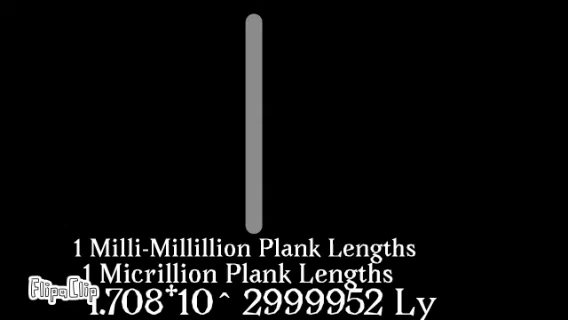 1 Milli-Millillion Plank Lengths
1 Micrillion Plank Lengths
FlipaClip
1.708*10^ 2999952 Ly